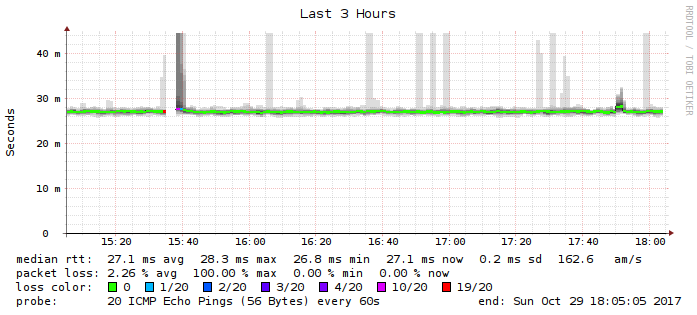 Last 3 Hours
RRDTOOL / TOBI OETIKER
Seconds
40 m
30 m
20 m
10 m
0
15:20 15:40 16:00 16:20 16:40 17:00 17:20 17:40 18:00
median rtt: 27.1 ms avg 28.3 ms max 26.8 ms min 27.1 ms now 0.2 ms sd 162.6 am/s
packet loss: 2.26 % avg 100.00 % max 0.00 % min 0.00 % now
loss color: 0 1/20 2/20 3/20 4/20 10/20 19/20
probe: 20 ICMP Echo Pings (56 Bytes) every 60s end: Sun Oct 29 18:05:05 2017